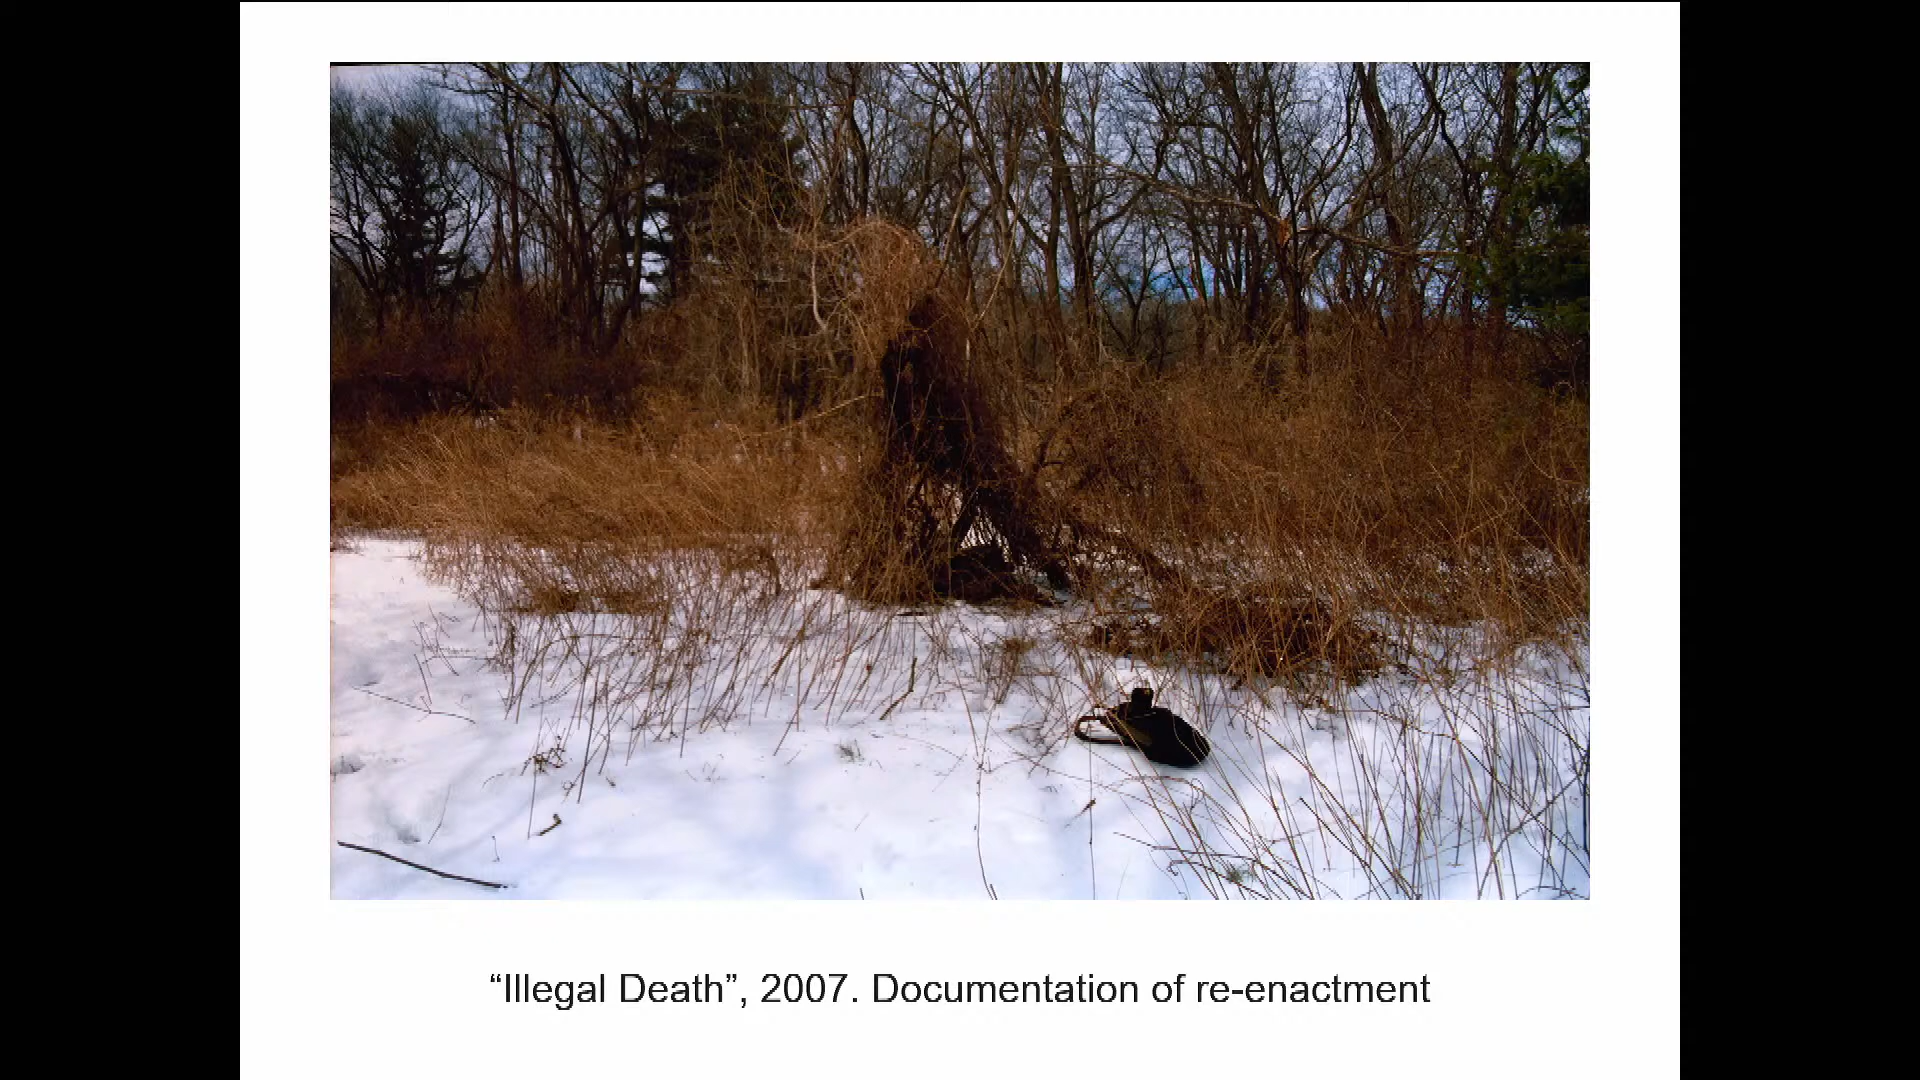 “Illegal Death”, 2007. Documentation of re-enactment